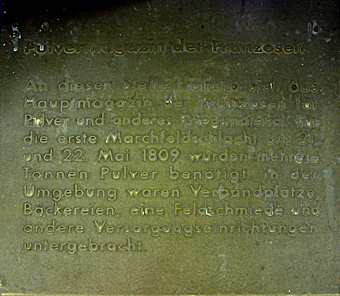 Pulvermagazin der Franzosen
An dieser Stelle befand sich das
Hauptmagazin der Franzosen für
Pulver und anderes Kriegsmaterial. Für
die erste Marchfeldschlacht am 21.
und 22. Mai 1809 wurden mehrere
Tonnen Pulver benötigt. In der
Umgebung waren Verbandplätze,
Bäckereien, eine Feldschmiede und
andere Versorgungseinrichtungen
untergebracht.